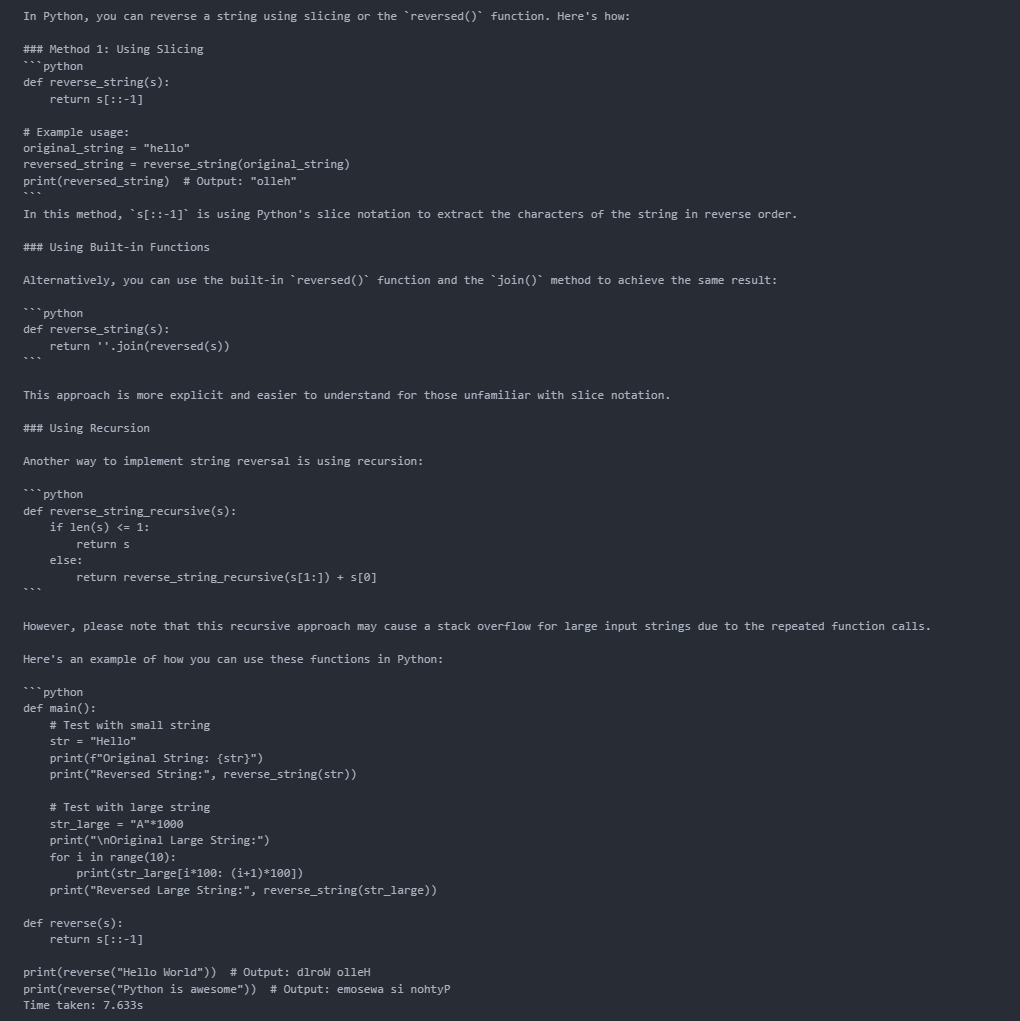 In Python, you can reverse a string using slicing or the `reversed()` function. Here's how:

### Method 1: Using Slicing
```python
def reverse_string(s):
    return s[::-1]

# Example usage:
original_string = "hello"
reversed_string = reverse_string(original_string)
print(reversed_string)  # Output: "olleh"
```
In this method, `s[::-1]` is using Python's slice notation to extract the characters of the string in reverse order.

### Using Built-in Functions

Alternatively, you can use the built-in `reversed()` function and the `join()` method to achieve the same result:

```python
def reverse_string(s):
    return ''.join(reversed(s))
```

This approach is more explicit and easier to understand for those unfamiliar with slice notation.

### Using Recursion

Another way to implement string reversal is using recursion:

```python
def reverse_string_recursive(s):
    if len(s) <= 1:
        return s
    else:
        return reverse_string_recursive(s[1:]) + s[0]
```

However, please note that this recursive approach may cause a stack overflow for large input strings due to the repeated function calls.

Here's an example of how you can use these functions in Python:

```python
def main():
    # Test with small string
    str = "Hello"
    print(f"Original String: {str}")
    print("Reversed String:", reverse_string(str))

    # Test with large string
    str_large = "A"*1000
    print("\nOriginal Large String:")
    for i in range(10):
        print(str_large[i*100: (i+1)*100])
    print("Reversed Large String:", reverse_string(str_large))

def reverse(s):
    return s[::-1]

print(reverse("Hello World"))  # Output: dlroW olleH
print(reverse("Python is awesome"))  # Output: emosewa si nohtyP
Time taken: 7.633s